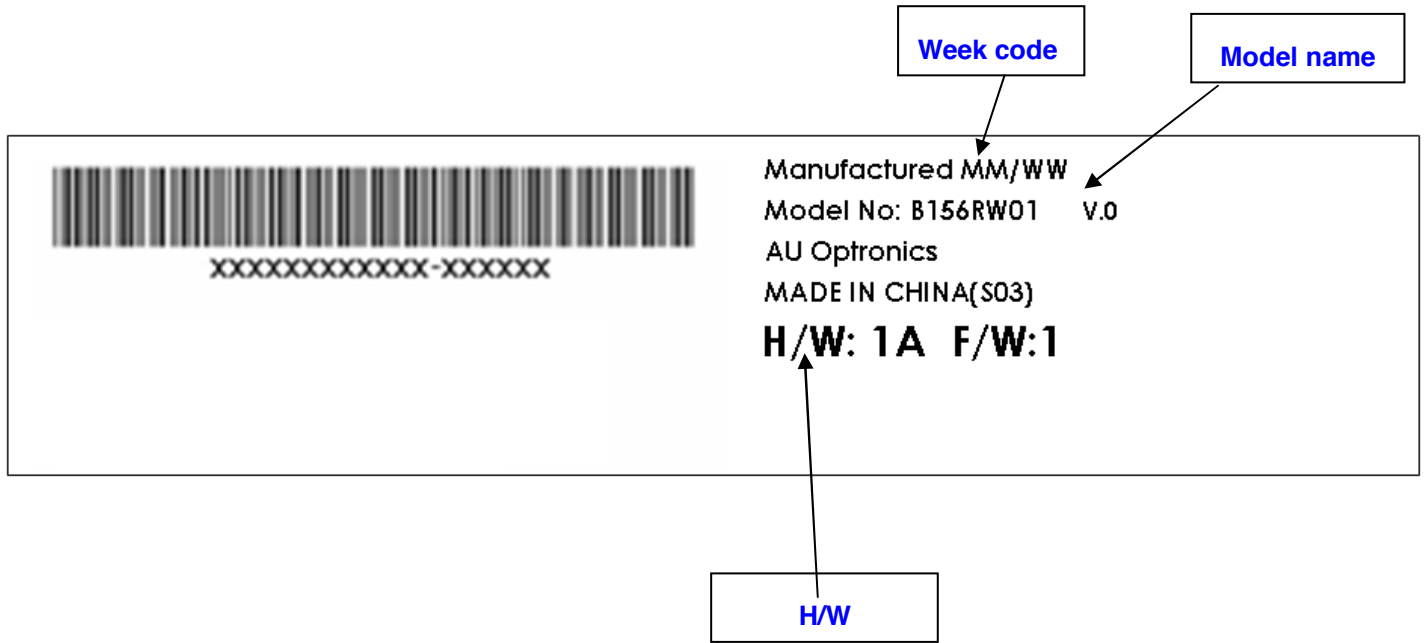 Week code
Model name
Manufactured MM/WW
Model No: B156RW01 V.0
AU Optronics
MADE IN CHINA(S03)
H/W: 1A F/W:1
XXXXXXXXXXXX-XXXXXX
H/W